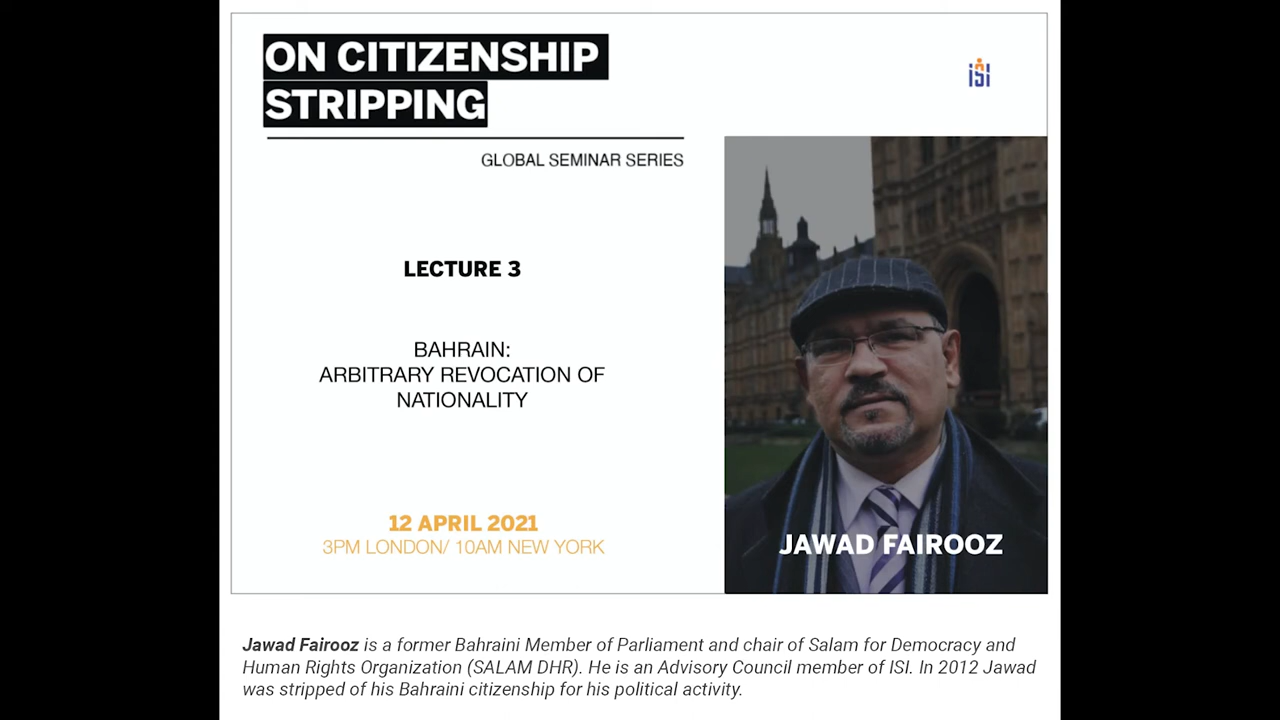 ON CITIZENSHIP
STRIPPING
GLOBAL SEMINAR SERIES
LECTURE 3
BAHRAIN:
ARBITRARY REVOCATION OF
NATIONALITY
12 APRIL 2021
3PM LONDON/ 10AM NEW YORK
iSi
JAWAD FAIROOZ
Jawad Fairooz is a former Bahraini Member of Parliament and chair of Salam for Democracy and
Human Rights Organization (SALAM DHR). He is an Advisory Council member of ISI. In 2012 Jawad
was stripped of his Bahraini citizenship for his political activity.